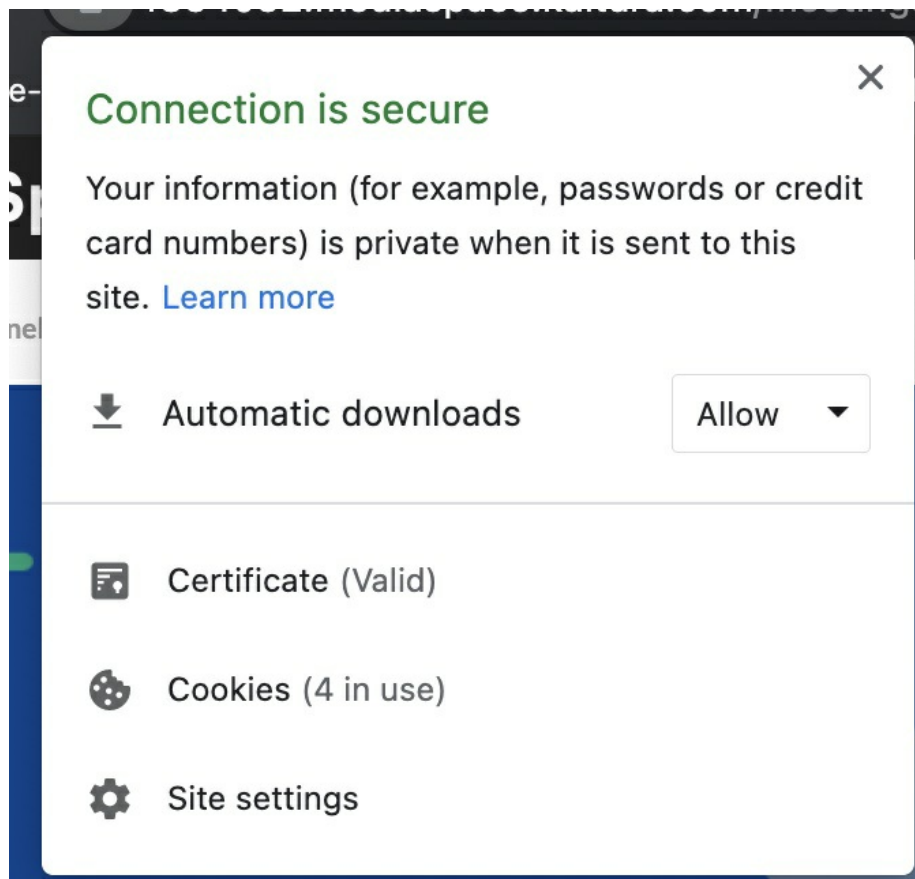 e-
Connection is secure
Your information (for example, passwords or credit
card numbers) is private when it is sent to this
site. Learn more
Automatic downloads
Allow
Certificate (Valid)
Cookies (4 in use)
Site settings